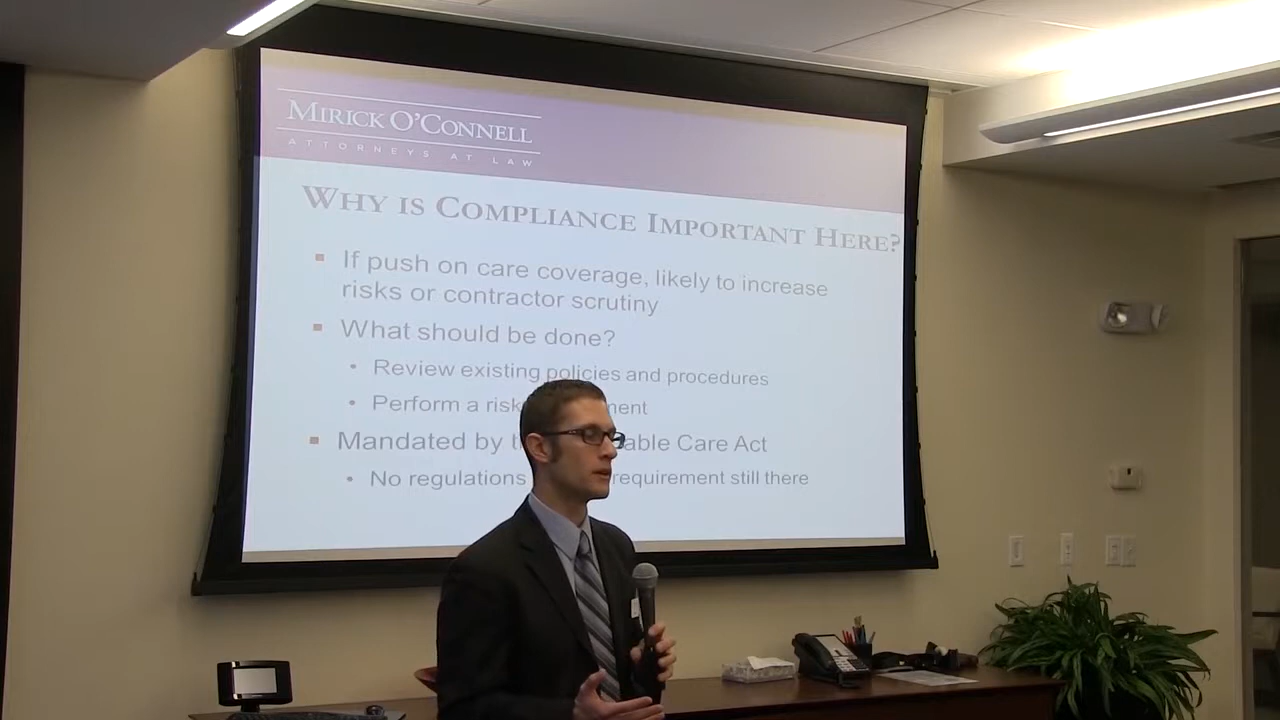 MIRICK O'CONNELL
ATTORNEYS AT LAW
WHY IS COMPLIANCE IMPORTANT HERE?
If push on care coverage, likely to increase
risks or contractor scrutiny
What should be done?
Review existing policies and procedures
Perform a risk
Mandated by Care Act
No regulations requirement still there